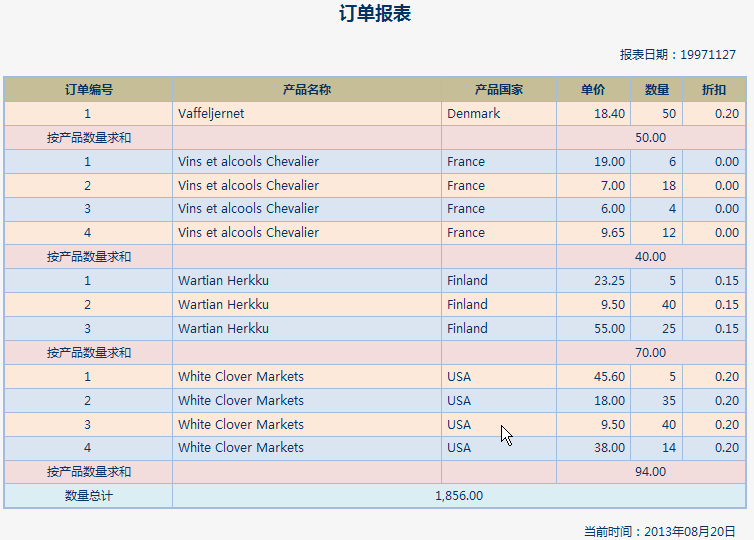 订单报表
报表日期：19971127
订单编号 产品名称 产品国家 单价 数量 折扣
1 Vaffeljernet Denmark 18.40 50 0.20
按产品数量求和 50.00
1 Vins et alcools Chevalier France 19.00 6 0.00
2 Vins et alcools Chevalier France 7.00 18 0.00
3 Vins et alcools Chevalier France 6.00 4 0.00
4 Vins et alcools Chevalier France 9.65 12 0.00
按产品数量求和 40.00
1 Wartian Herkku Finland 23.25 5 0.15
2 Wartian Herkku Finland 9.50 40 0.15
3 Wartian Herkku Finland 55.00 25 0.15
按产品数量求和 70.00
1 White Clover Markets USA 45.60 5 0.20
2 White Clover Markets USA 18.00 35 0.20
3 White Clover Markets USA 9.50 40 0.20
4 White Clover Markets USA 38.00 14 0.20
按产品数量求和 94.00
数量总计 1,856.00
当前时间：2013年08月20日